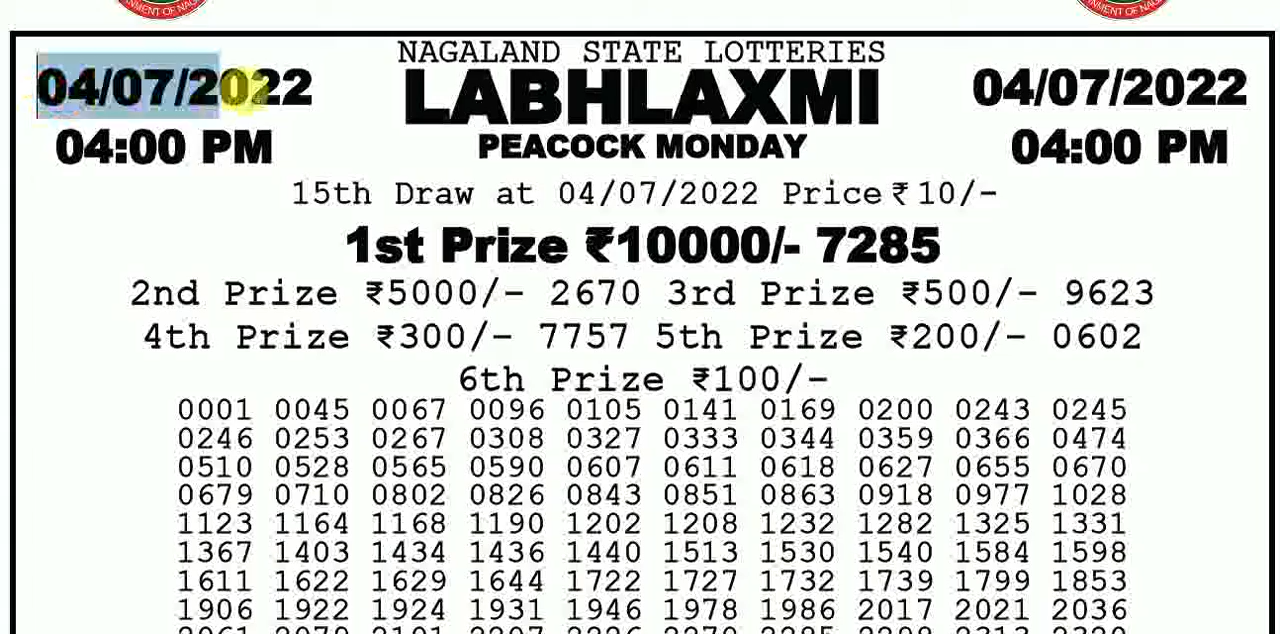 NAGALAND STATE LOTTERIES
04/07/2022 LABHLAXMI 04/07/2022
04:00 PM PEACOCK MONDAY 04:00 PM
15th Draw at 04/07/2022 Price ₹10/-
1st Prize ₹10000/- 7285
2nd Prize ₹5000/- 2670 3rd Prize ₹500/- 9623
4th Prize ₹300/- 7757 5th Prize ₹200/- 0602
6th Prize ₹100/-
0001 0045 0067 0096 0105 0141 0169 0200 0243 0245
0246 0253 0267 0308 0327 0333 0344 0359 0366 0474
0510 0528 0565 0590 0607 0611 0618 0627 0655 0670
0679 0710 0802 0826 0843 0851 0863 0918 0977 1028
1123 1164 1168 1190 1202 1208 1232 1282 1325 1331
1367 1403 1434 1436 1440 1513 1530 1540 1584 1598
1611 1622 1629 1644 1722 1727 1732 1739 1799 1853
1906 1922 1924 1931 1946 1978 1986 2017 2021 2036